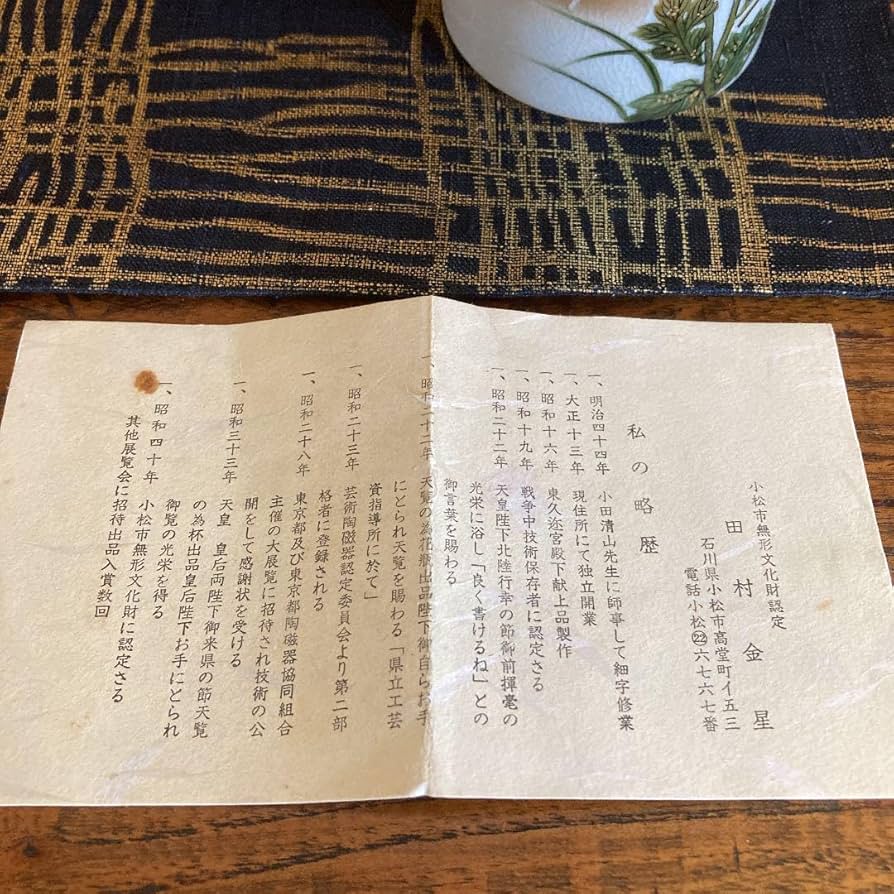 小松市無形文化財認定
田村金星
石川県小松市高堂町イ五三
電話小松㉒六七六七番
私の略歴
一、明治四十四年　小田清山先生に師事して細字修業
一、大正十三年　現住所にて独立開業
一、昭和十六年　東久迩宮殿下献上品製作
一、昭和十九年　戦争中技術保存者に認定さる
一、昭和二十二年　天皇陛下北陸行幸の節御前揮毫の
光栄に浴し「良く書けるね」との
御言葉を賜わる
一、昭和二十二年　天覧の為花瓶出品陛下御自らお手
にとられ天覧を賜わる「県立工芸
資指導所に於て」
一、昭和二十三年　芸術陶磁器認定委員会より第二部
格者に登録される
一、昭和二十八年　東京都及び東京都陶磁器協同組合
主催の大展覧に招待され技術の公
開をして感謝状を受ける
一、昭和三十三年　天皇　皇后両陛下御来県の節天覧
の為杯出品皇后陛下お手にとられ
御覧の光栄を得る
一、昭和四十年　小松市無形文化財に認定さる
其他展覧会に招待出品入賞数回